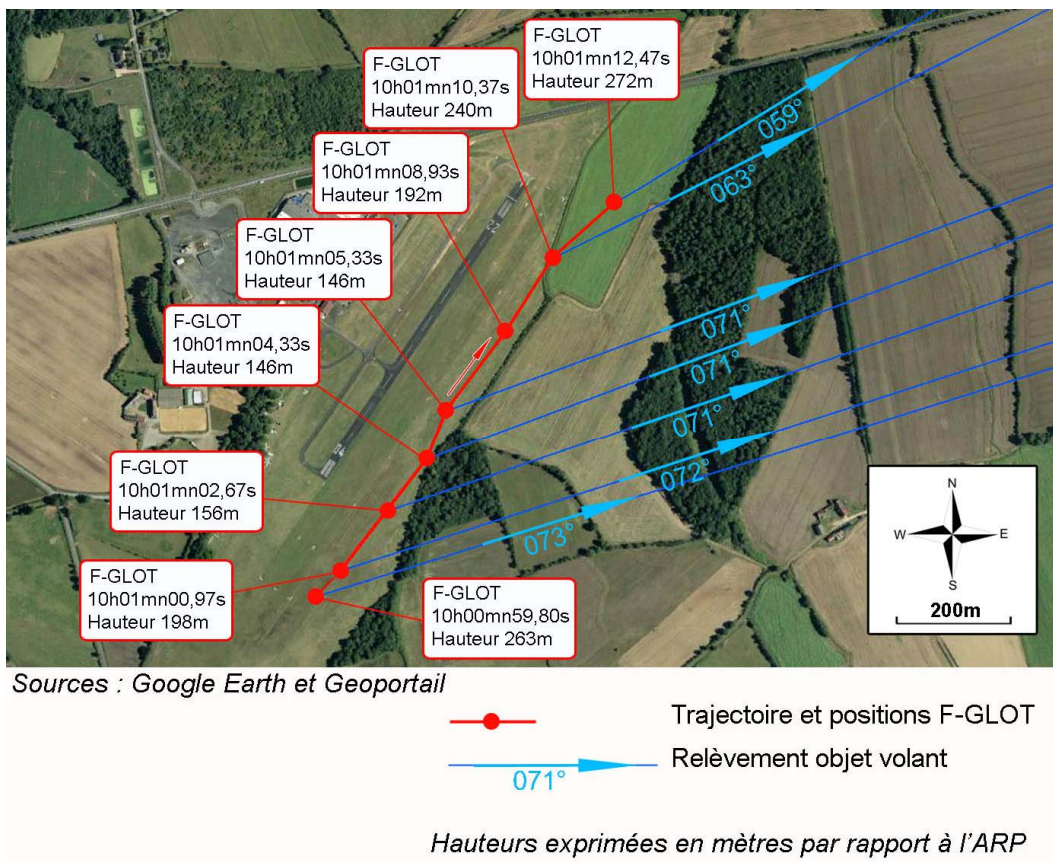 F-GLOT
10h01mn12,47s
Hauteur 272m
F-GLOT
10h01mn10,37s
Hauteur 240m
F-GLOT
10h01mn08,93s
Hauteur 192m
F-GLOT
10h01mn05,33s
Hauteur 146m
F-GLOT
10h01mn04,33s
Hauteur 146m
F-GLOT
10h01mn02,67s
Hauteur 156m
F-GLOT
10h01mn00,97s
Hauteur 198m
F-GLOT
10h00mn59,80s
Hauteur 263m
059°
063°
071°
071°
071°
072°
073°
N
W
E
S
200m
Sources : Google Earth et Geoportail
Trajectoire et positions F-GLOT
Relèvement objet volant
071°
Hauteurs exprimées en mètres par rapport à l'ARP